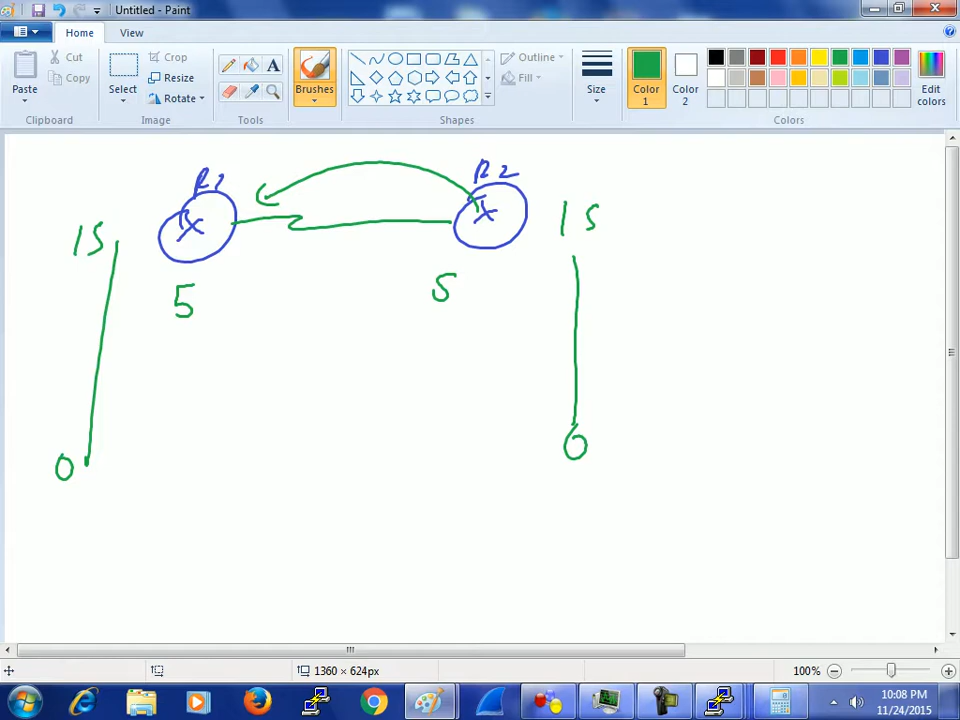 Untitled - Paint
Home
View
Paste
Cut
Copy
Clipboard
Select
Crop
Resize
Rotate
Image
A
Tools
Brushes
Outline
Fill
Shapes
Size
Color 1
Color 2
Edit colors
Colors
R2
15
15
5
5
0
0
1360 × 624px
100%
10:08 PM
11/24/2015